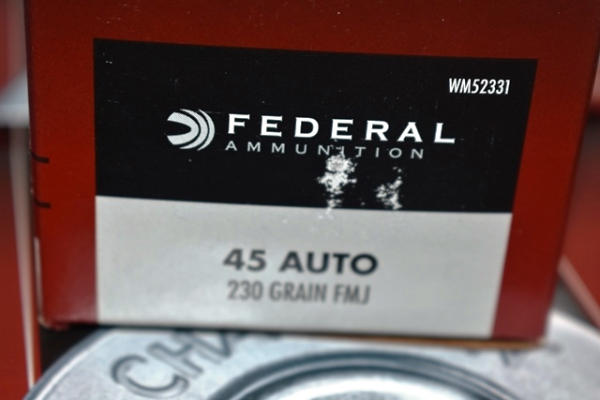 WM52331
FEDERAL
AMMUNITION
45 AUTO
230 GRAIN FMJ